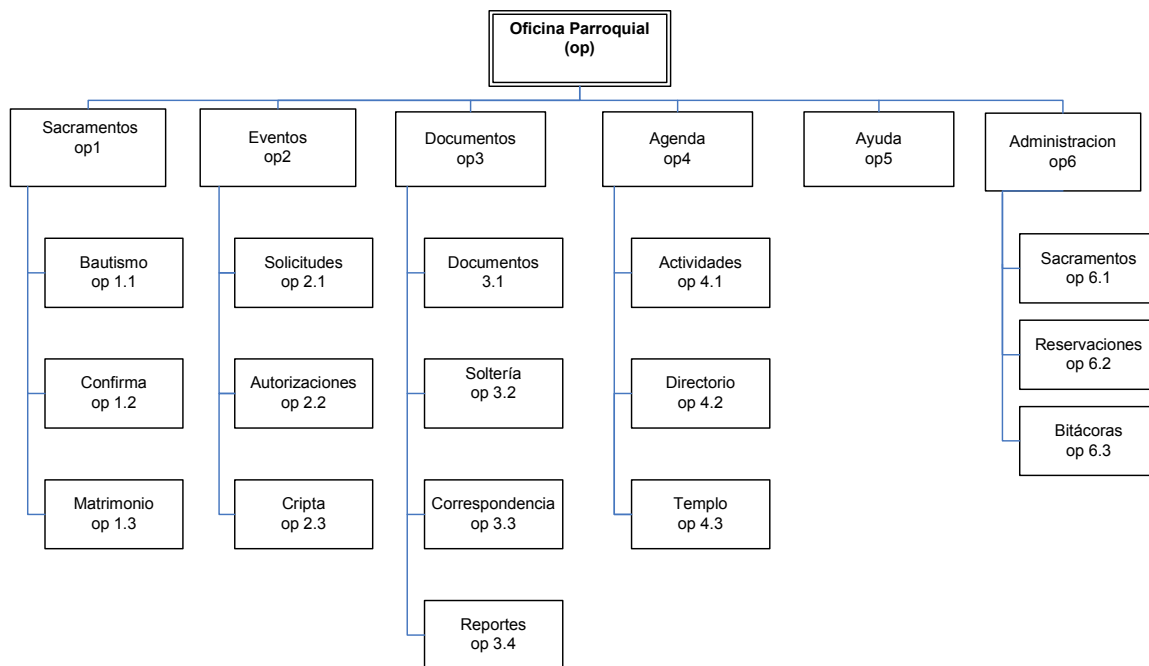 Oficina Parroquial
(op)
Sacramentos
op1
Eventos
op2
Documentos
op3
Agenda
op4
Ayuda
op5
Administracion
op6
Bautismo
op 1.1
Solicitudes
op 2.1
Documentos
3.1
Actividades
op 4.1
Sacramentos
op 6.1
Confirma
op 1.2
Autorizaciones
op 2.2
Soltería
op 3.2
Directorio
op 4.2
Reservaciones
op 6.2
Matrimonio
op 1.3
Cripta
op 2.3
Correspondencia
op 3.3
Templo
op 4.3
Bitácoras
op 6.3
Reportes
op 3.4